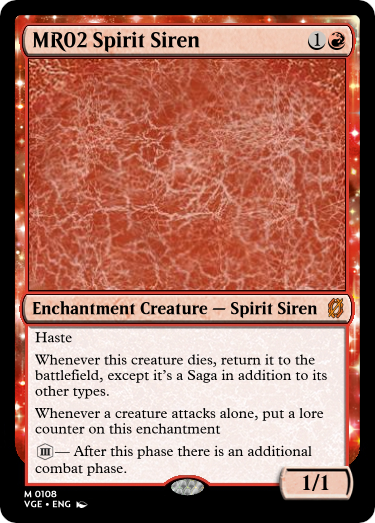 MR02 Spirit Siren
1
Enchantment Creature — Spirit Siren
Haste
Whenever this creature dies, return it to the
battlefield, except it's a Saga in addition to its
other types.
Whenever a creature attacks alone, put a lore
counter on this enchantment
III — After this phase there is an additional
combat phase.
1/1
M 0108
VGE • ENG